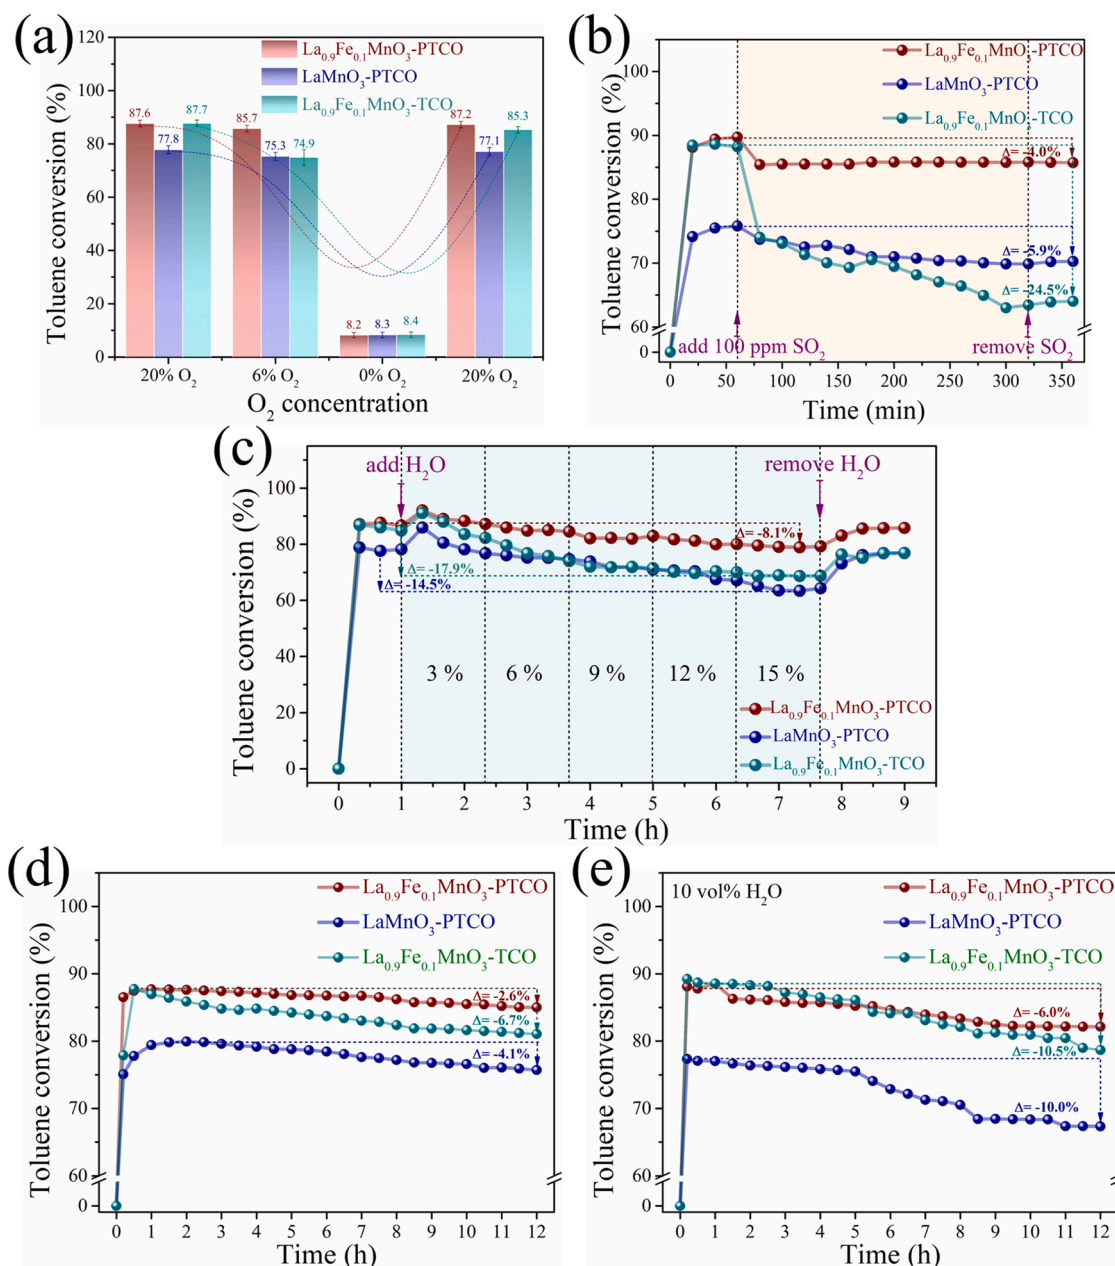 (a)
Toluene conversion (%)
120
100
80
60
40
20
0
La0.9Fe0.1MnO3-PTCO
LaMnO3-PTCO
La0.9Fe0.1MnO3-TCO
87.6
77.8
87.7
85.7
75.3
74.9
8.2
8.3
8.4
87.2
77.1
85.3
20% O2
6% O2
0% O2
20% O2
O2 concentration
(b)
Toluene conversion (%)
100
90
80
70
60
0
La0.9Fe0.1MnO3-PTCO
LaMnO3-PTCO
La0.9Fe0.1MnO3-TCO
Δ= -4.0%
Δ= -5.9%
Δ= -24.5%
add 100 ppm SO2
remove SO2
0 50 100 150 200 250 300 350
Time (min)
(c)
Toluene conversion (%)
100
80
60
40
20
0
add H2O
remove H2O
Δ= -8.1%
Δ= -17.9%
Δ= -14.5%
3 %
6 %
9 %
12 %
15 %
La0.9Fe0.1MnO3-PTCO
LaMnO3-PTCO
La0.9Fe0.1MnO3-TCO
0 1 2 3 4 5 6 7 8 9
Time (h)
(d)
Toluene conversion (%)
100
90
80
70
60
0
La0.9Fe0.1MnO3-PTCO
LaMnO3-PTCO
La0.9Fe0.1MnO3-TCO
Δ= -2.6%
Δ= -6.7%
Δ= -4.1%
0 1 2 3 4 5 6 7 8 9 10 11 12
Time (h)
(e)
Toluene conversion (%)
100
90
80
70
60
0
10 vol% H2O
La0.9Fe0.1MnO3-PTCO
LaMnO3-PTCO
La0.9Fe0.1MnO3-TCO
Δ= -6.0%
Δ= -10.5%
Δ= -10.0%
0 1 2 3 4 5 6 7 8 9 10 11 12
Time (h)